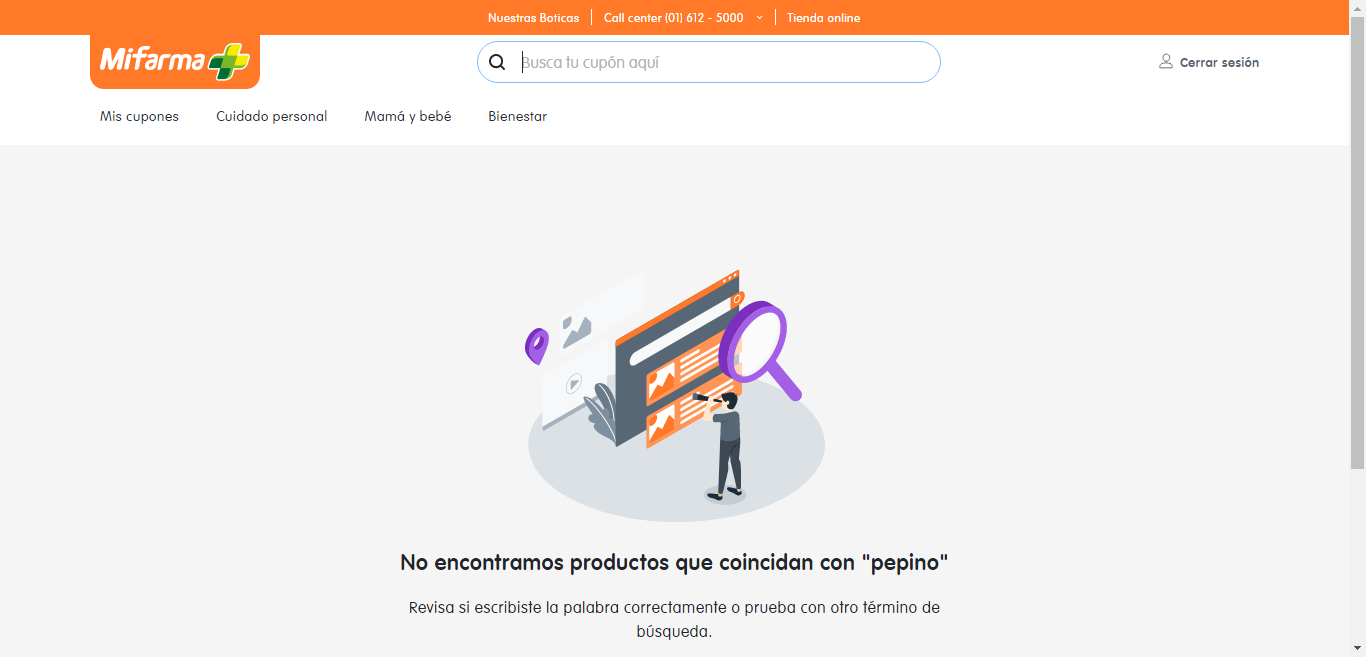 Nuestras Boticas Call center (01) 612 - 5000 Tienda online
Mifarma
Busca tu cupón aquí
Cerrar sesión
Mis cupones Cuidado personal Mamá y bebé Bienestar
No encontramos productos que coincidan con "pepino"
Revisa si escribiste la palabra correctamente o prueba con otro término de
búsqueda.